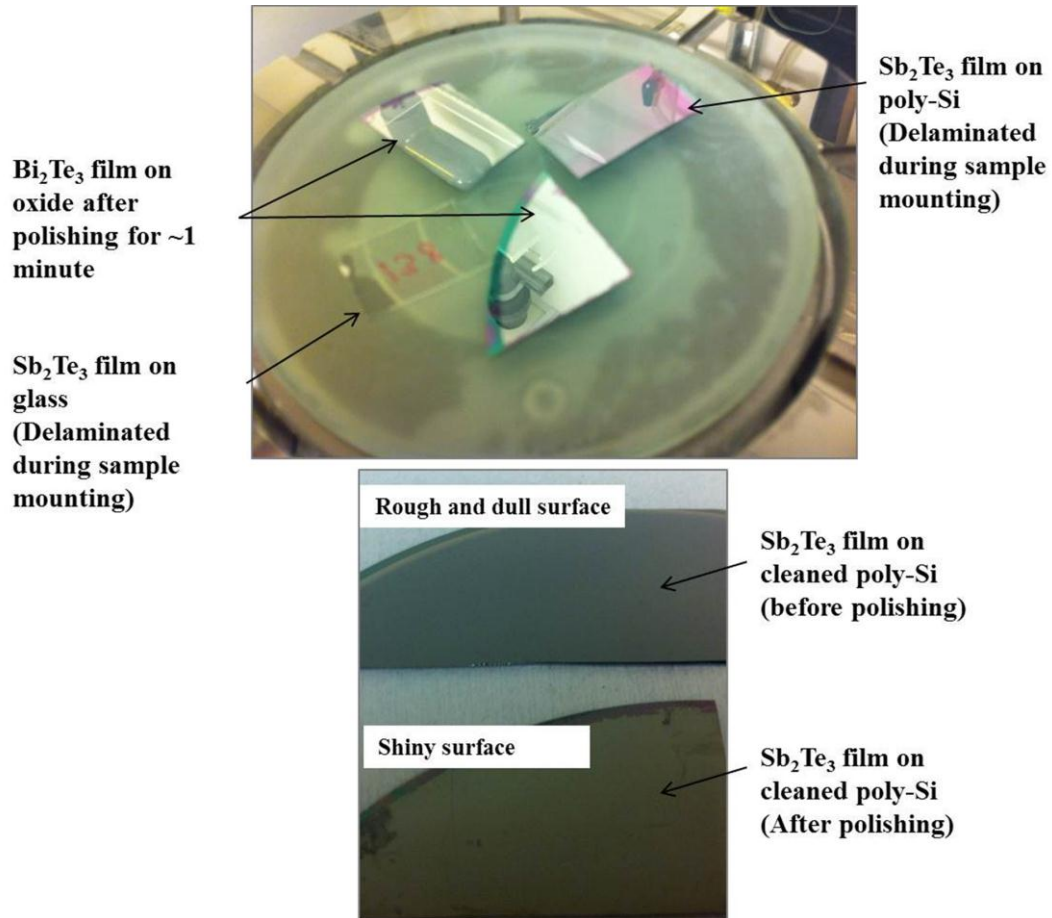 Bi₂Te₃ film on
oxide after
polishing for ~1
minute
Sb₂Te₃ film on
glass
(Delaminated
during sample
mounting)
Sb₂Te₃ film on
poly-Si
(Delaminated
during sample
mounting)
138
Rough and dull surface
Sb₂Te₃ film on
cleaned poly-Si
(before polishing)
Shiny surface
Sb₂Te₃ film on
cleaned poly-Si
(After polishing)